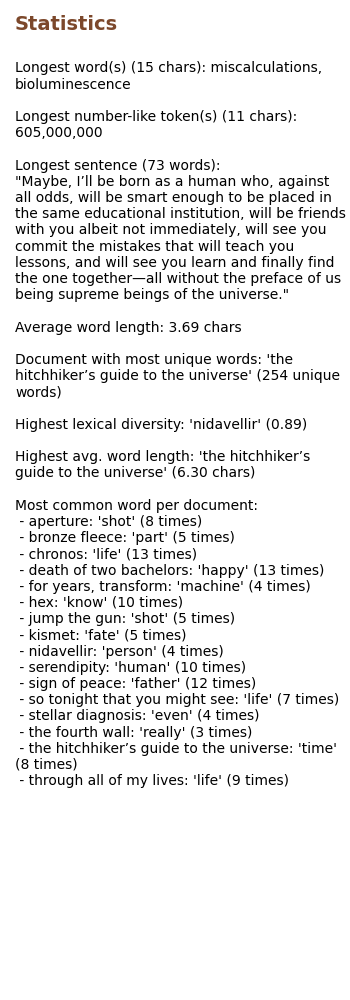 Statistics
Longest word(s) (15 chars): miscalculations,
bioluminescence
Longest number-like token(s) (11 chars):
605,000,000
Longest sentence (73 words):
"Maybe, I’ll be born as a human who, against
all odds, will be smart enough to be placed in
the same educational institution, will be friends
with you albeit not immediately, will see you
commit the mistakes that will teach you
lessons, and will see you learn and finally find
the one together—all without the preface of us
being supreme beings of the universe."
Average word length: 3.69 chars
Document with most unique words: 'the
hitchhiker’s guide to the universe' (254 unique
words)
Highest lexical diversity: 'nidavellir' (0.89)
Highest avg. word length: 'the hitchhiker’s
guide to the universe' (6.30 chars)
Most common word per document:
- aperture: 'shot' (8 times)
- bronze fleece: 'part' (5 times)
- chronos: 'life' (13 times)
- death of two bachelors: 'happy' (13 times)
- for years, transform: 'machine' (4 times)
- hex: 'know' (10 times)
- jump the gun: 'shot' (5 times)
- kismet: 'fate' (5 times)
- nidavellir: 'person' (4 times)
- serendipity: 'human' (10 times)
- sign of peace: 'father' (12 times)
- so tonight that you might see: 'life' (7 times)
- stellar diagnosis: 'even' (4 times)
- the fourth wall: 'really' (3 times)
- the hitchhiker’s guide to the universe: 'time'
(8 times)
- through all of my lives: 'life' (9 times)